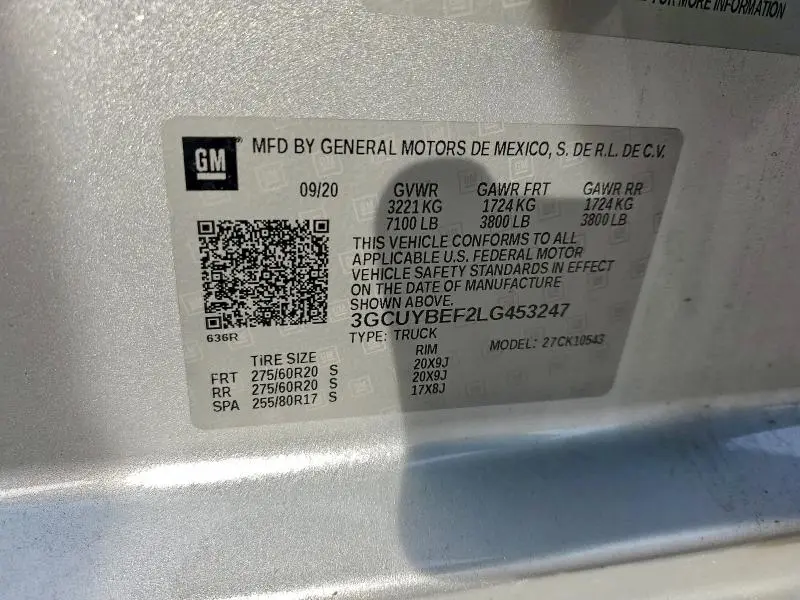 FOR MORE INFORMATION
GM
MFD BY GENERAL MOTORS DE MEXICO, S. DE R.L. DE C.V.
09/20 GVWR GAWR FRT GAWR RR
3221 KG 1724 KG 1724 KG
7100 LB 3800 LB 3800 LB
THIS VEHICLE CONFORMS TO ALL
APPLICABLE U.S. FEDERAL MOTOR
VEHICLE SAFETY STANDARDS IN EFFECT
ON THE DATE OF MANUFACTURE
SHOWN ABOVE.
3GCUYBEF2LG453247
636R
TYPE: TRUCK MODEL: 27CK10543
TIRE SIZE RIM
FRT 275/60R20 S 20X9J
RR 275/60R20 S 20X9J
SPA 255/80R17 S 17X8J